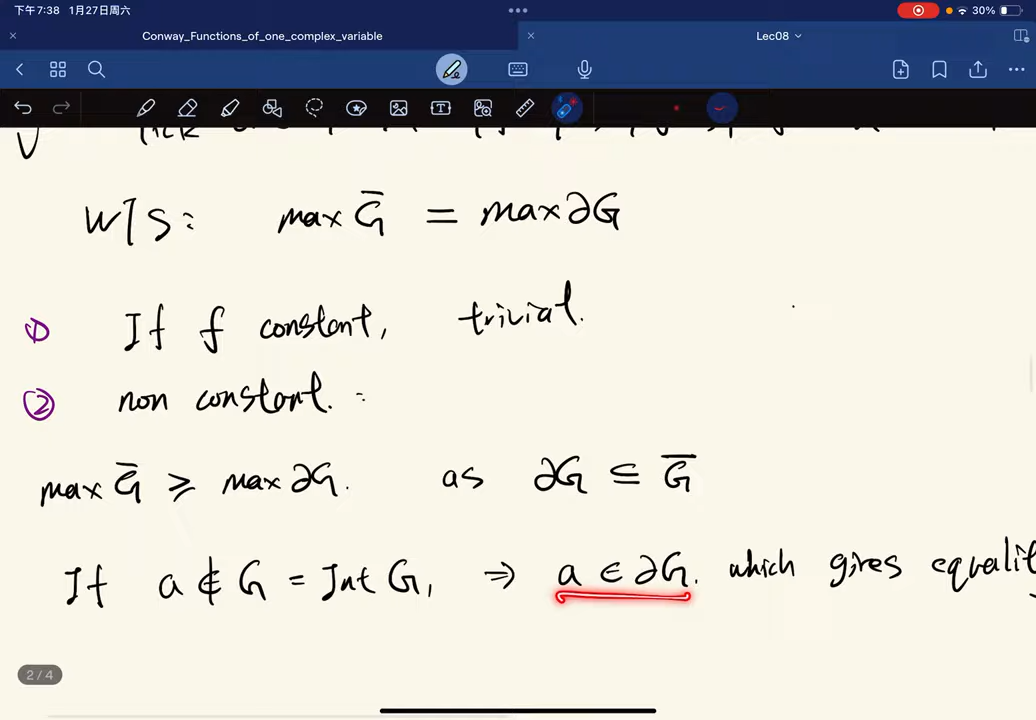 下午7:38 1月27日周六
30%
Conway_Functions_of_one_complex_variable
Lec08
WTS: max G̅ = max ∂G
① If f constant, trivial.
② non constant.
max G̅ ⩾ max ∂G. as ∂G ⊆ G̅
If a ∉ G = Int G, ⇒ a ∈ ∂G. which gives equalit
2 / 4